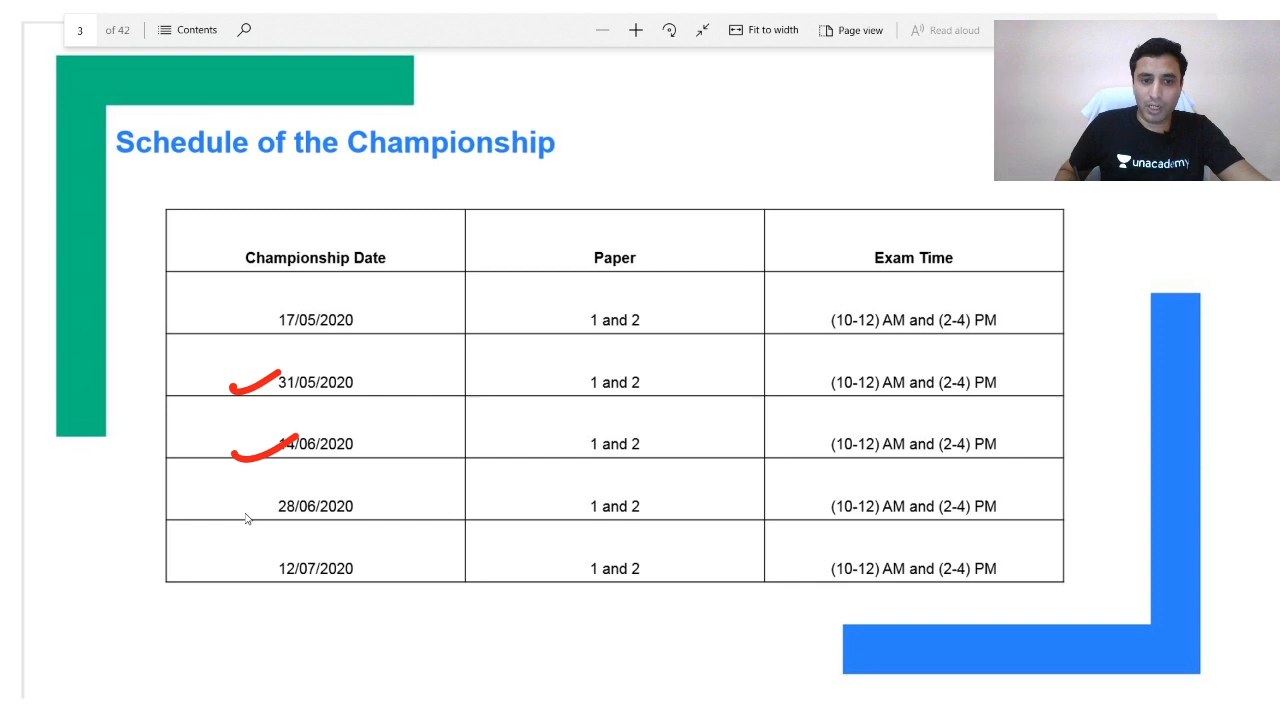 3 of 42 Contents Fit to width Page view Read aloud
unacademy
Schedule of the Championship
Championship Date Paper Exam Time
17/05/2020 1 and 2 (10-12) AM and (2-4) PM
31/05/2020 1 and 2 (10-12) AM and (2-4) PM
14/06/2020 1 and 2 (10-12) AM and (2-4) PM
28/06/2020 1 and 2 (10-12) AM and (2-4) PM
12/07/2020 1 and 2 (10-12) AM and (2-4) PM